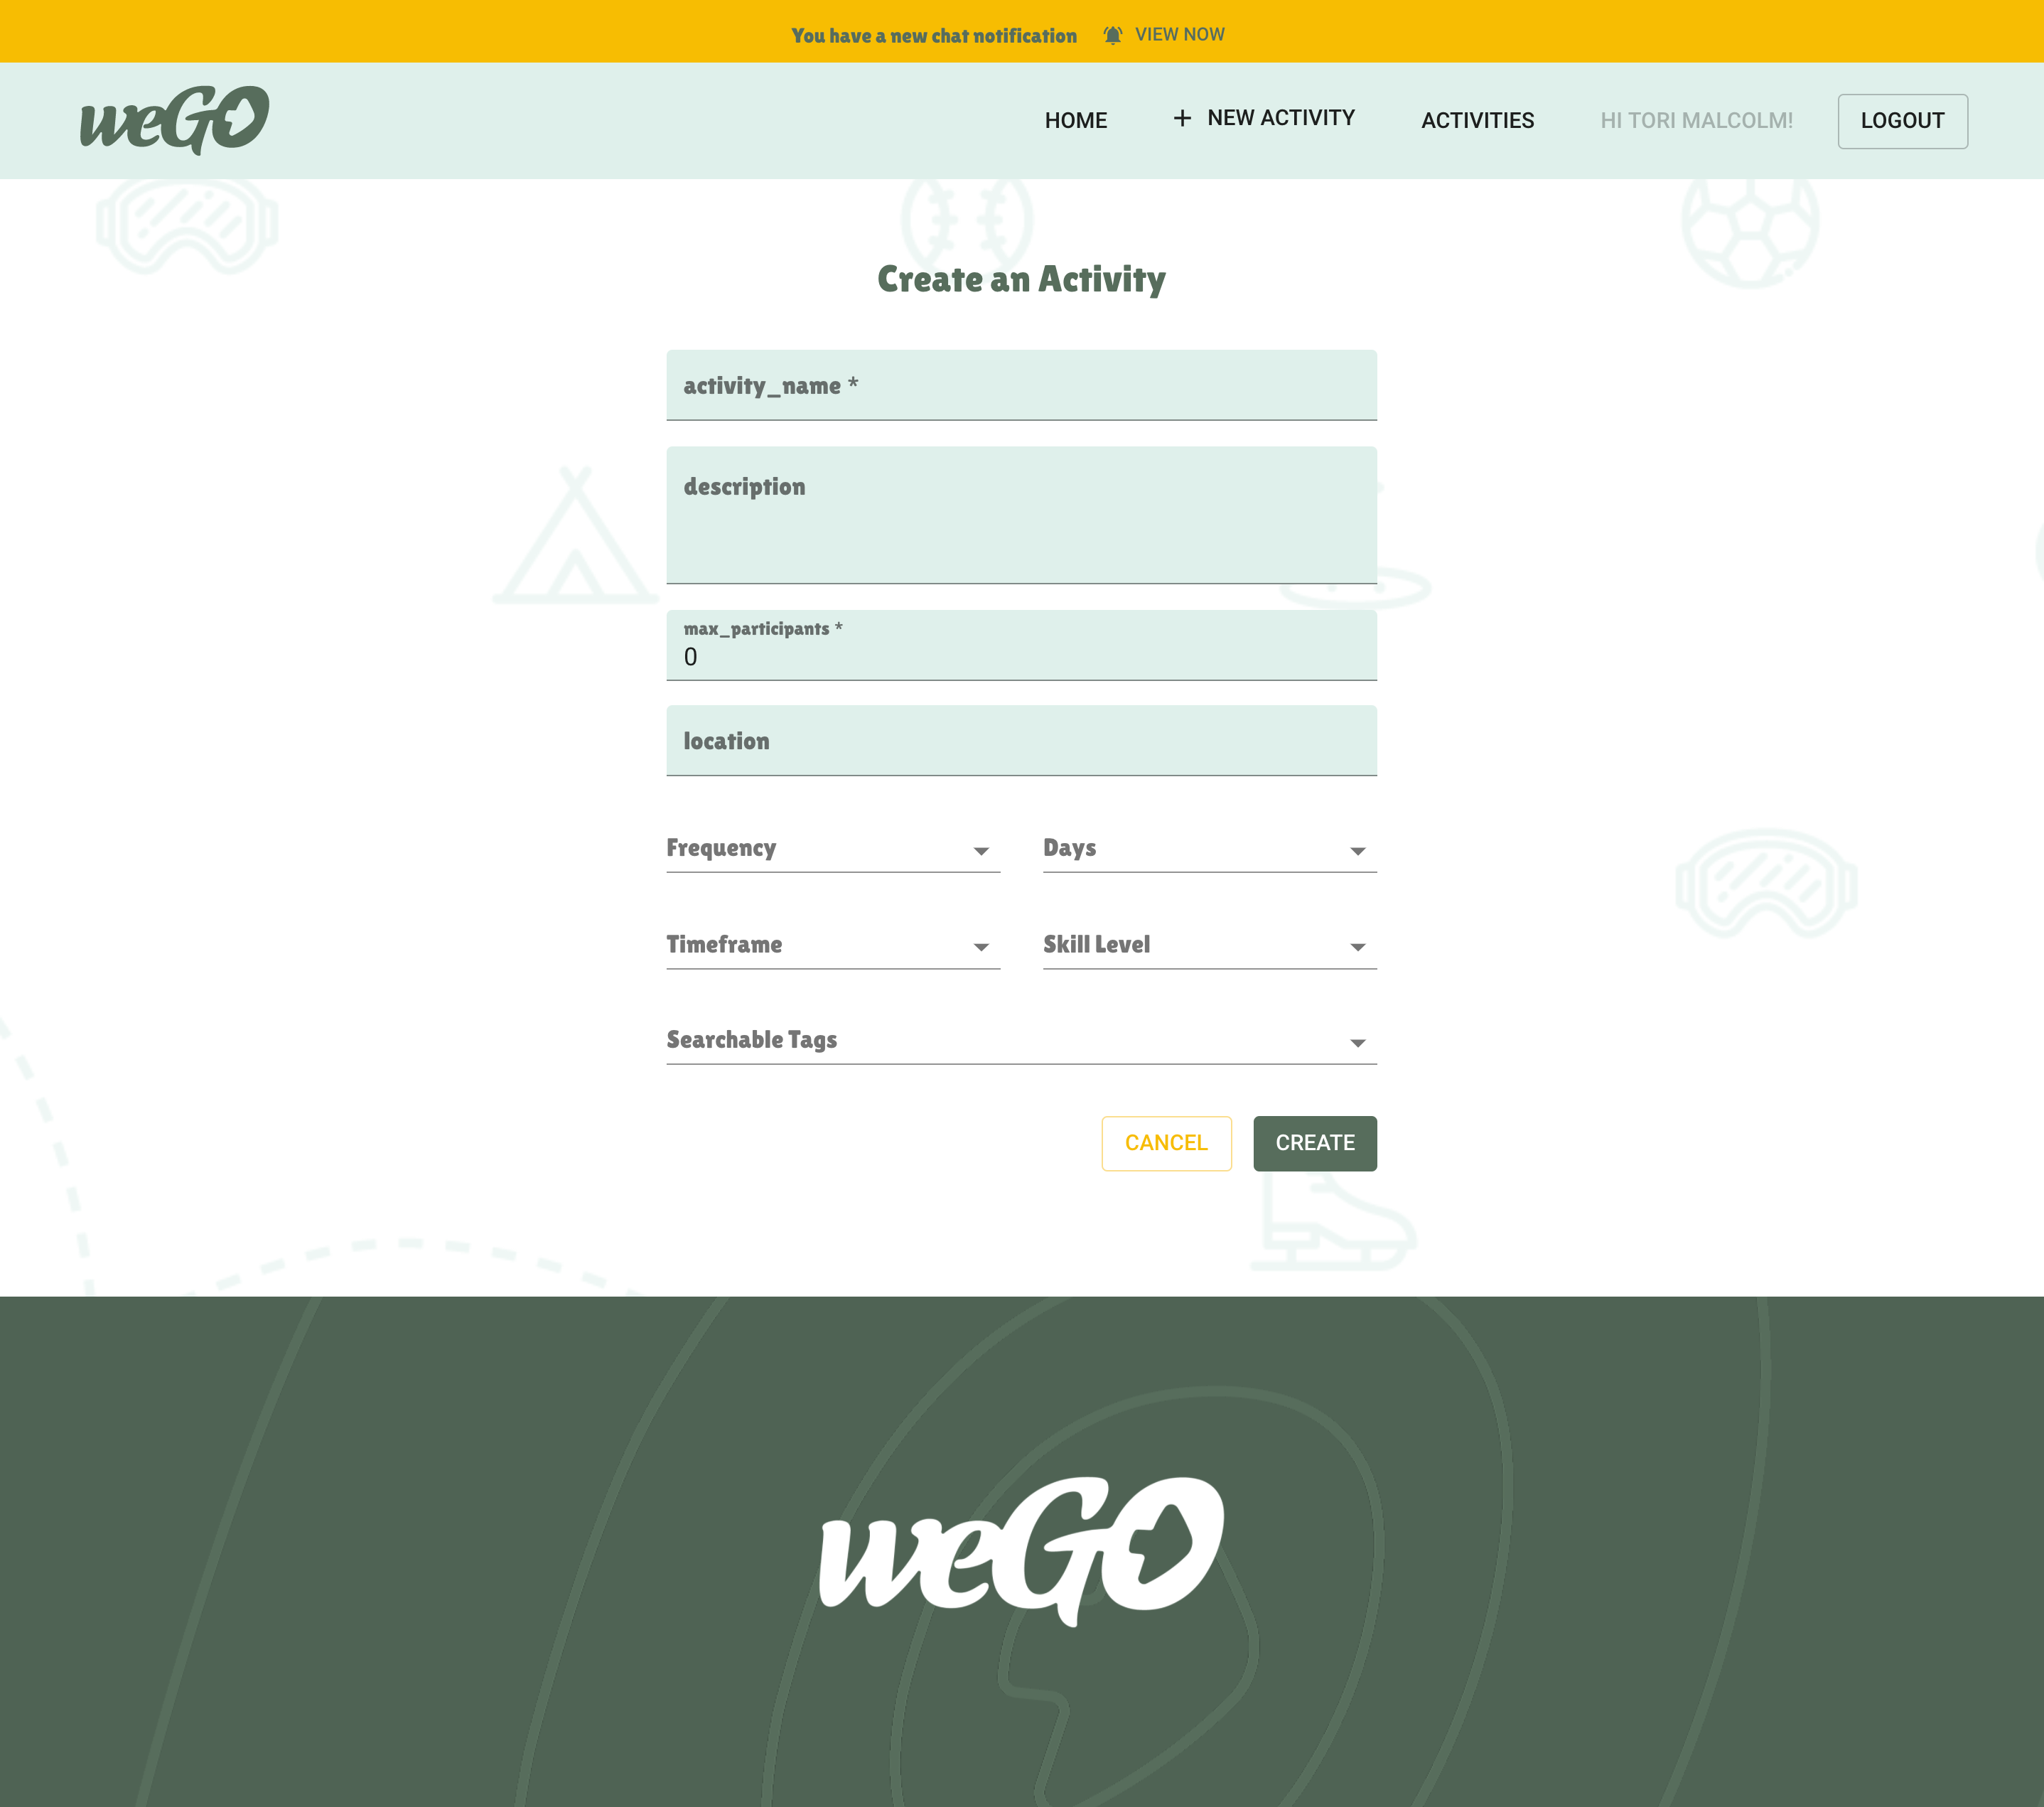 You have a new chat notification VIEW NOW
weGO HOME + NEW ACTIVITY ACTIVITIES HI TORI MALCOLM! LOGOUT
Create an Activity
activity_name *
description
max_participants *
0
location
Frequency Days
Timeframe Skill Level
Searchable Tags
CANCEL CREATE
weGO